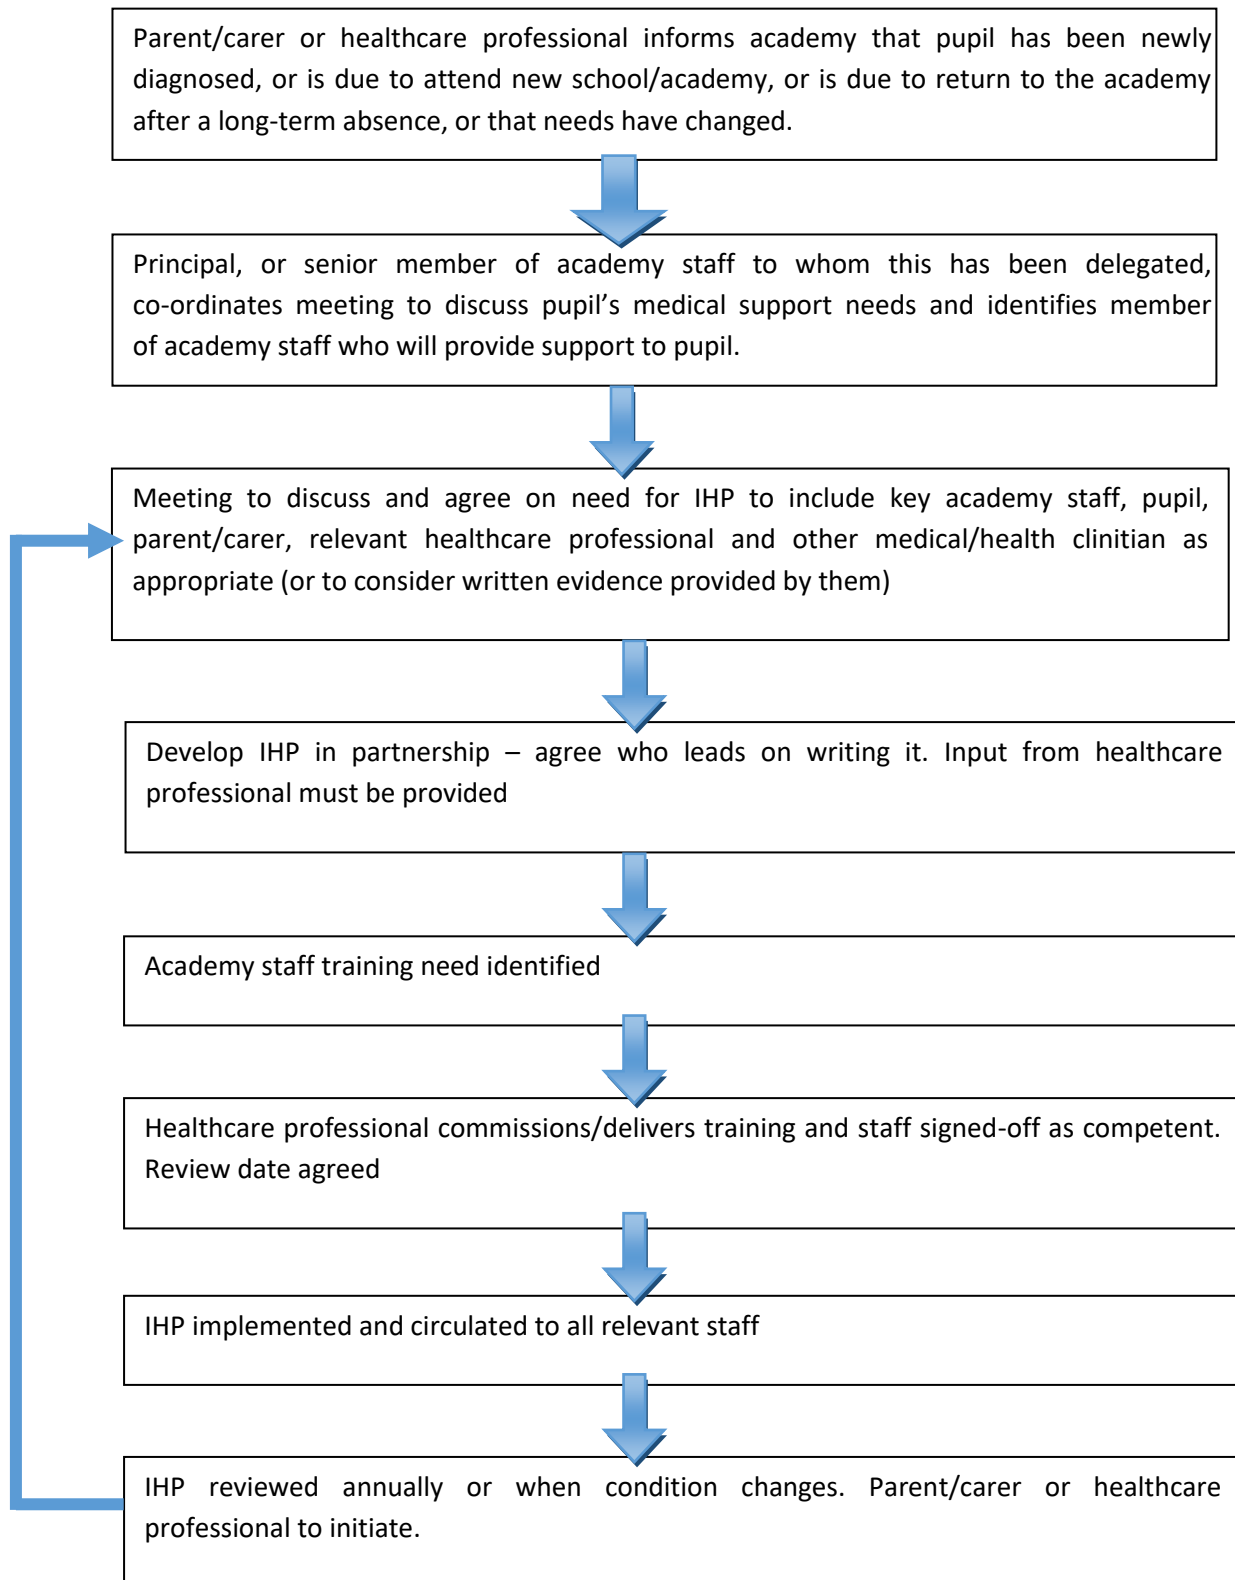 Parent/carer or healthcare professional informs academy that pupil has been newly
diagnosed, or is due to attend new school/academy, or is due to return to the academy
after a long-term absence, or that needs have changed.
Principal, or senior member of academy staff to whom this has been delegated,
co-ordinates meeting to discuss pupil’s medical support needs and identifies member
of academy staff who will provide support to pupil.
Meeting to discuss and agree on need for IHP to include key academy staff, pupil,
parent/carer, relevant healthcare professional and other medical/health clinitian as
appropriate (or to consider written evidence provided by them)
Develop IHP in partnership – agree who leads on writing it. Input from healthcare
professional must be provided
Academy staff training need identified
Healthcare professional commissions/delivers training and staff signed-off as competent.
Review date agreed
IHP implemented and circulated to all relevant staff
IHP reviewed annually or when condition changes. Parent/carer or healthcare
professional to initiate.